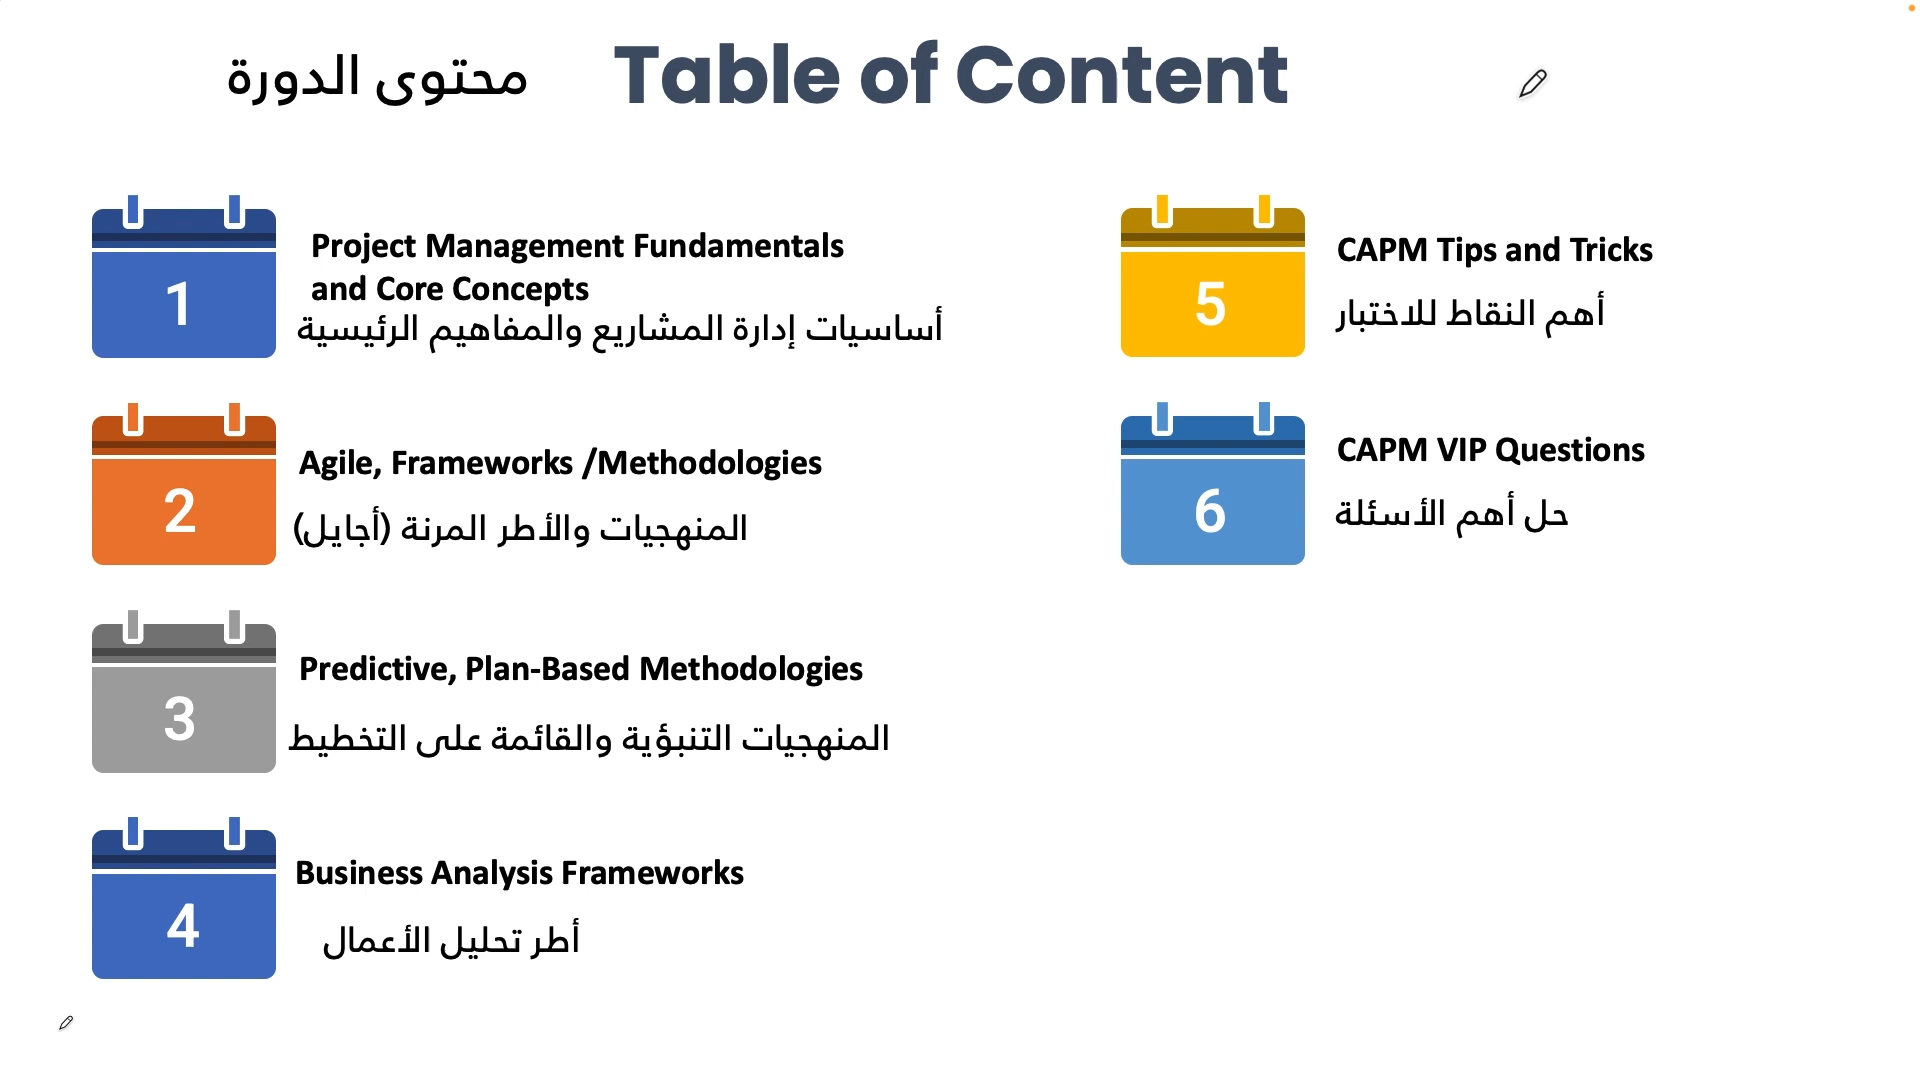 محتوى الدورة
Table of Content
1
Project Management Fundamentals
and Core Concepts
أساسيات إدارة المشاريع والمفاهيم الرئيسية
2
Agile, Frameworks /Methodologies
المنهجيات والأطر المرنة (أجايل)
3
Predictive, Plan-Based Methodologies
المنهجيات التنبؤية والقائمة على التخطيط
4
Business Analysis Frameworks
أطر تحليل الأعمال
5
CAPM Tips and Tricks
أهم النقاط للاختبار
6
CAPM VIP Questions
حل أهم الأسئلة